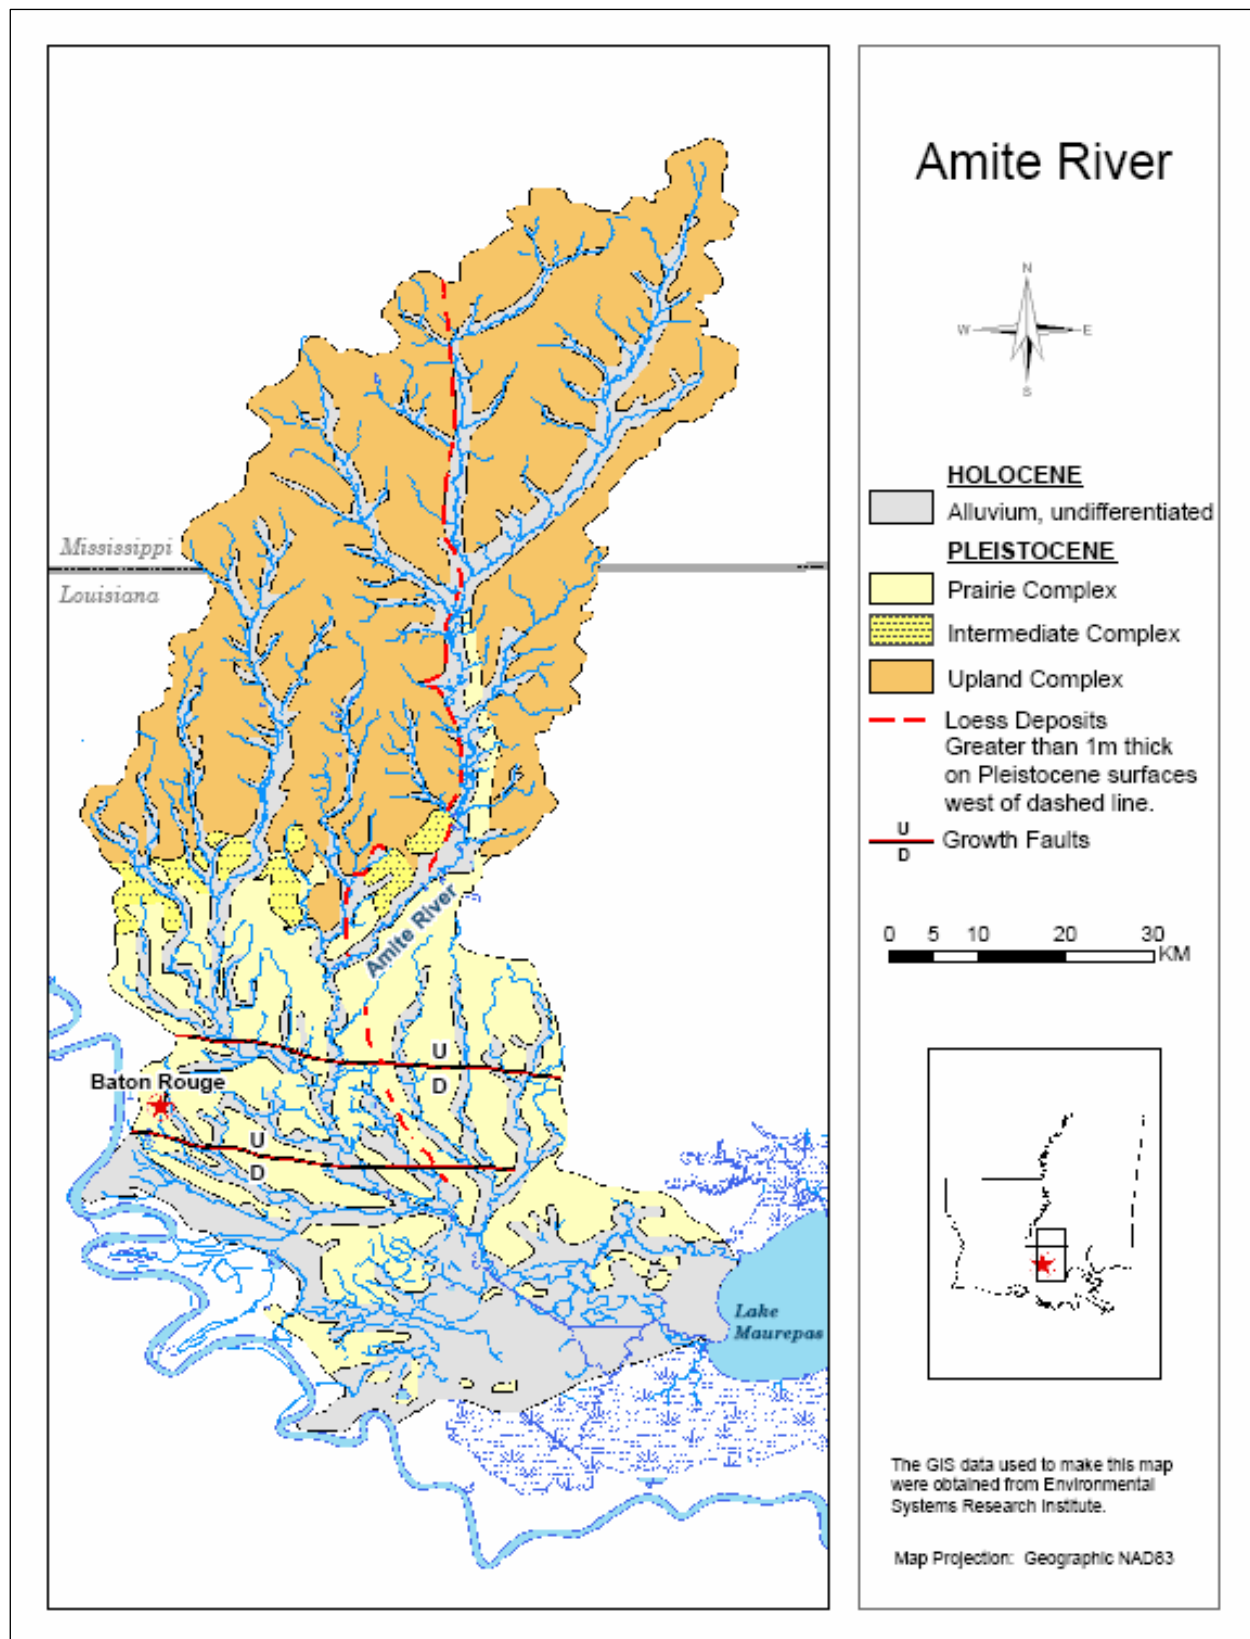 Amite River
N
W
E
S
HOLOCENE
Alluvium, undifferentiated
PLEISTOCENE
Prairie Complex
Intermediate Complex
Upland Complex
Loess Deposits
Greater than 1m thick
on Pleistocene surfaces
west of dashed line.
U
D
Growth Faults
0 5 10 20 30
KM
The GIS data used to make this map
were obtained from Environmental
Systems Research Institute.
Map Projection: Geographic NAD83
Mississippi
Louisiana
Amite River
U
D
Baton Rouge
U
D
Lake
Maurepas